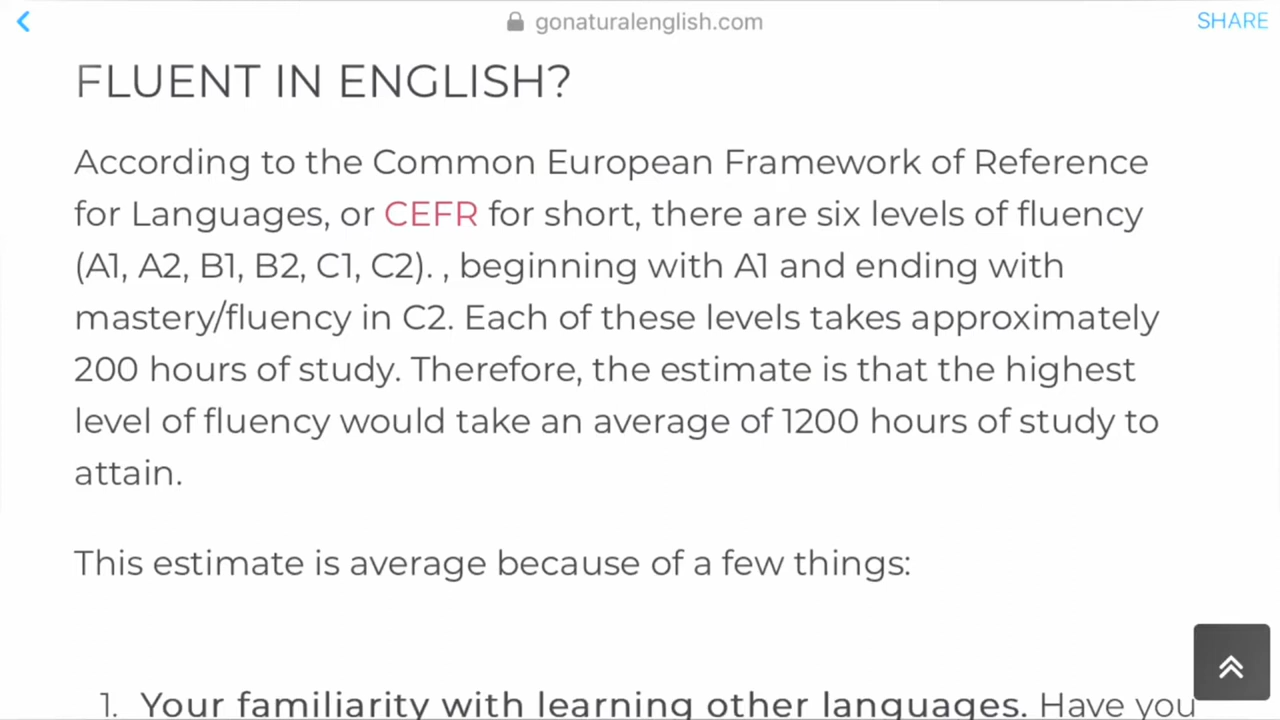 gonaturalenglish.com
SHARE
FLUENT IN ENGLISH?
According to the Common European Framework of Reference
for Languages, or CEFR for short, there are six levels of fluency
(A1, A2, B1, B2, C1, C2). , beginning with A1 and ending with
mastery/fluency in C2. Each of these levels takes approximately
200 hours of study. Therefore, the estimate is that the highest
level of fluency would take an average of 1200 hours of study to
attain.
This estimate is average because of a few things:
1. Your familiarity with learning other languages. Have you